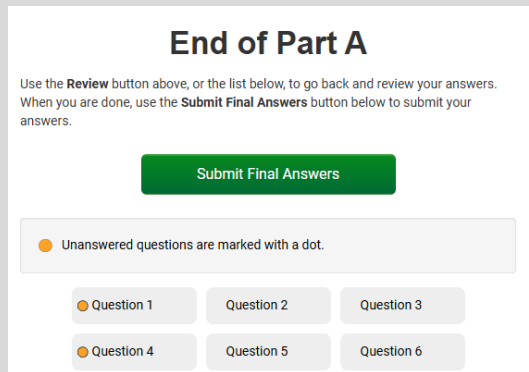 End of Part A
Use the Review button above, or the list below, to go back and review your answers.
When you are done, use the Submit Final Answers button below to submit your
answers.
Submit Final Answers
Unanswered questions are marked with a dot.
Question 1 Question 2 Question 3
Question 4 Question 5 Question 6